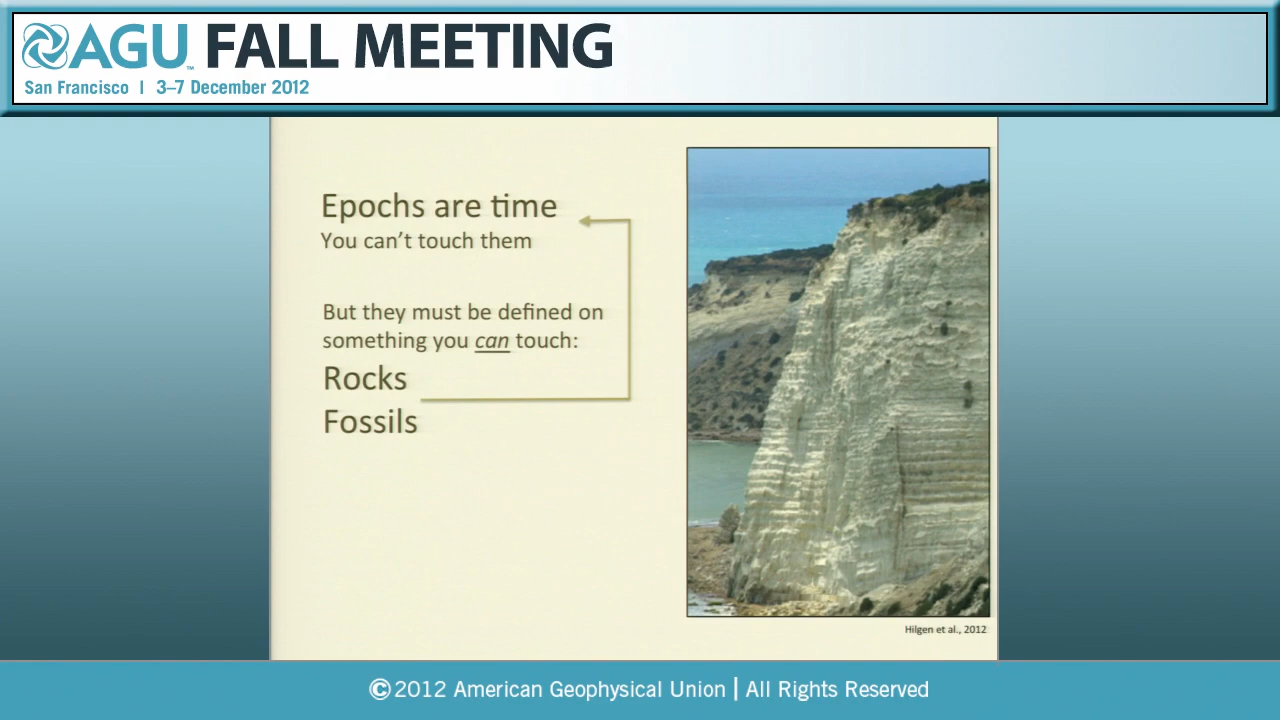 AGU™ FALL MEETING
San Francisco | 3–7 December 2012
Epochs are time
You can't touch them
But they must be defined on
something you can touch:
Rocks
Fossils
Hilgen et al., 2012
©2012 American Geophysical Union | All Rights Reserved